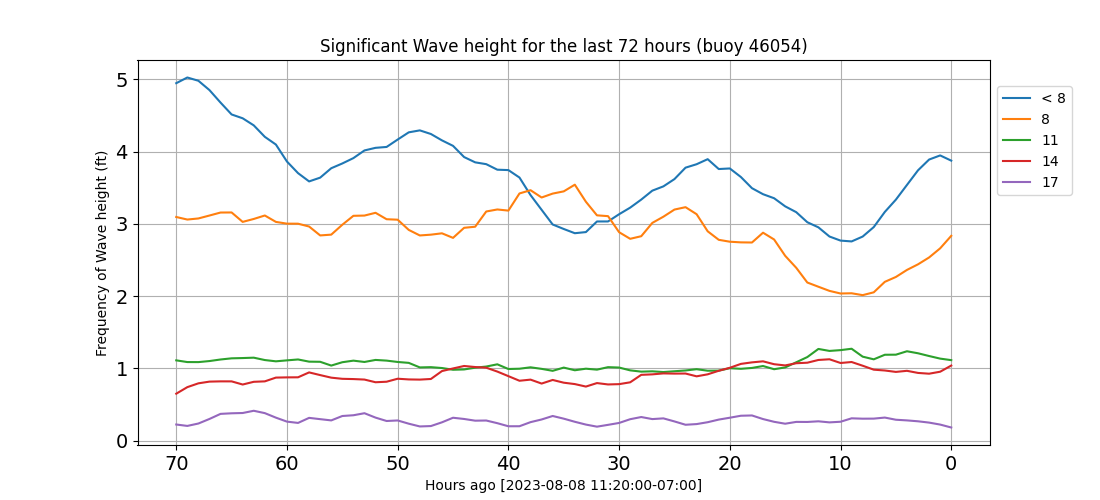 Significant Wave height for the last 72 hours (buoy 46054)
Frequency of Wave height (ft)
5
4
3
2
1
0
70 60 50 40 30 20 10 0
Hours ago [2023-08-08 11:20:00-07:00]
< 8
8
11
14
17